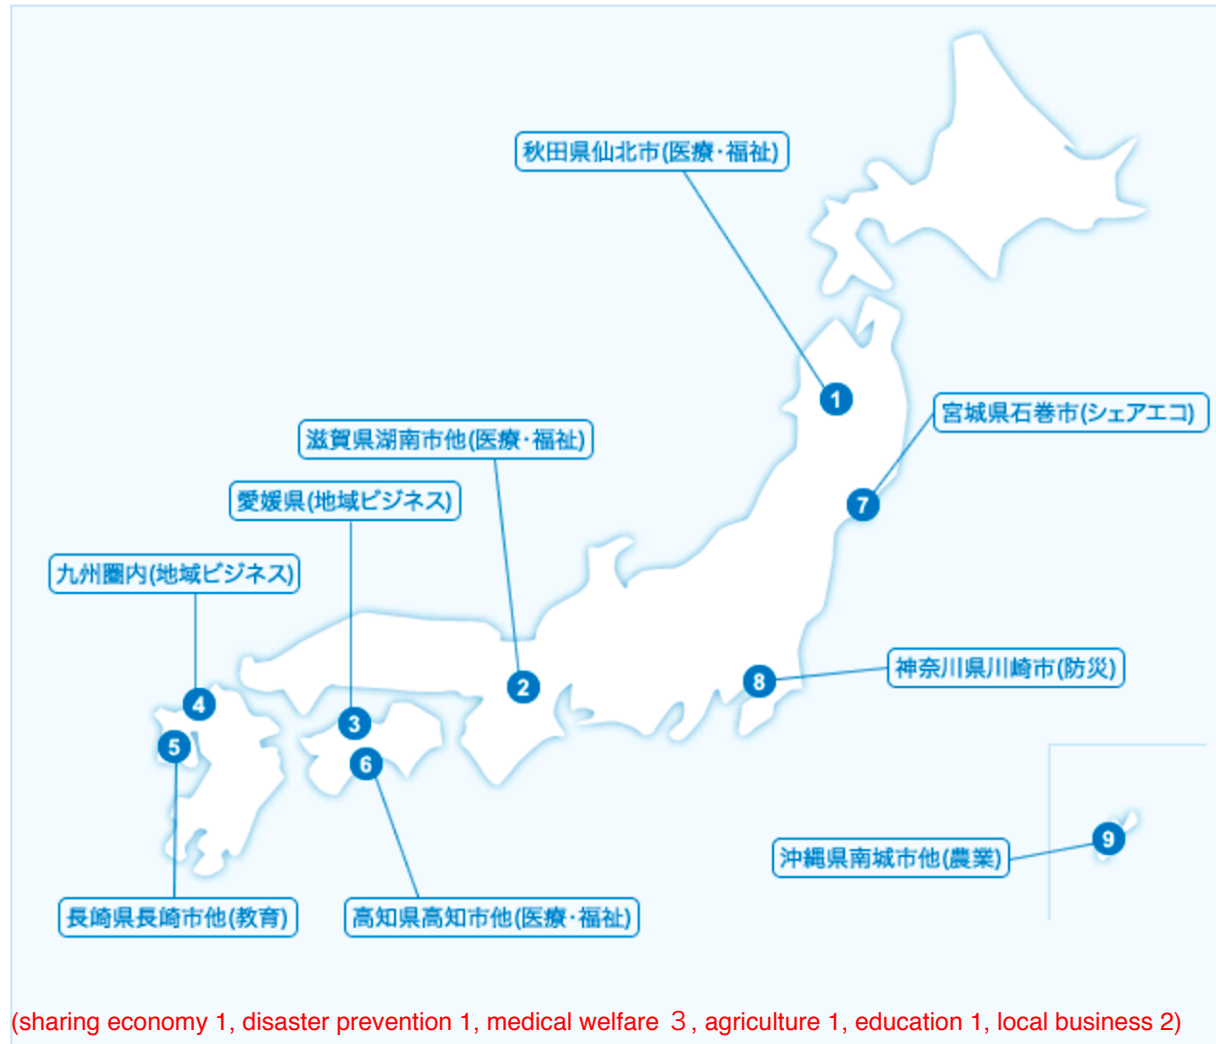 秋田県仙北市(医療・福祉)
1
宮城県石巻市(シェアエコ)
滋賀県湖南市他(医療・福祉)
愛媛県(地域ビジネス)
7
九州圏内(地域ビジネス)
神奈川県川崎市(防災)
8
2
4
3
5
6
9
沖縄県南城市他(農業)
長崎県長崎市他(教育)
高知県高知市他(医療・福祉)
(sharing economy 1, disaster prevention 1, medical welfare ３, agriculture 1, education 1, local business 2)